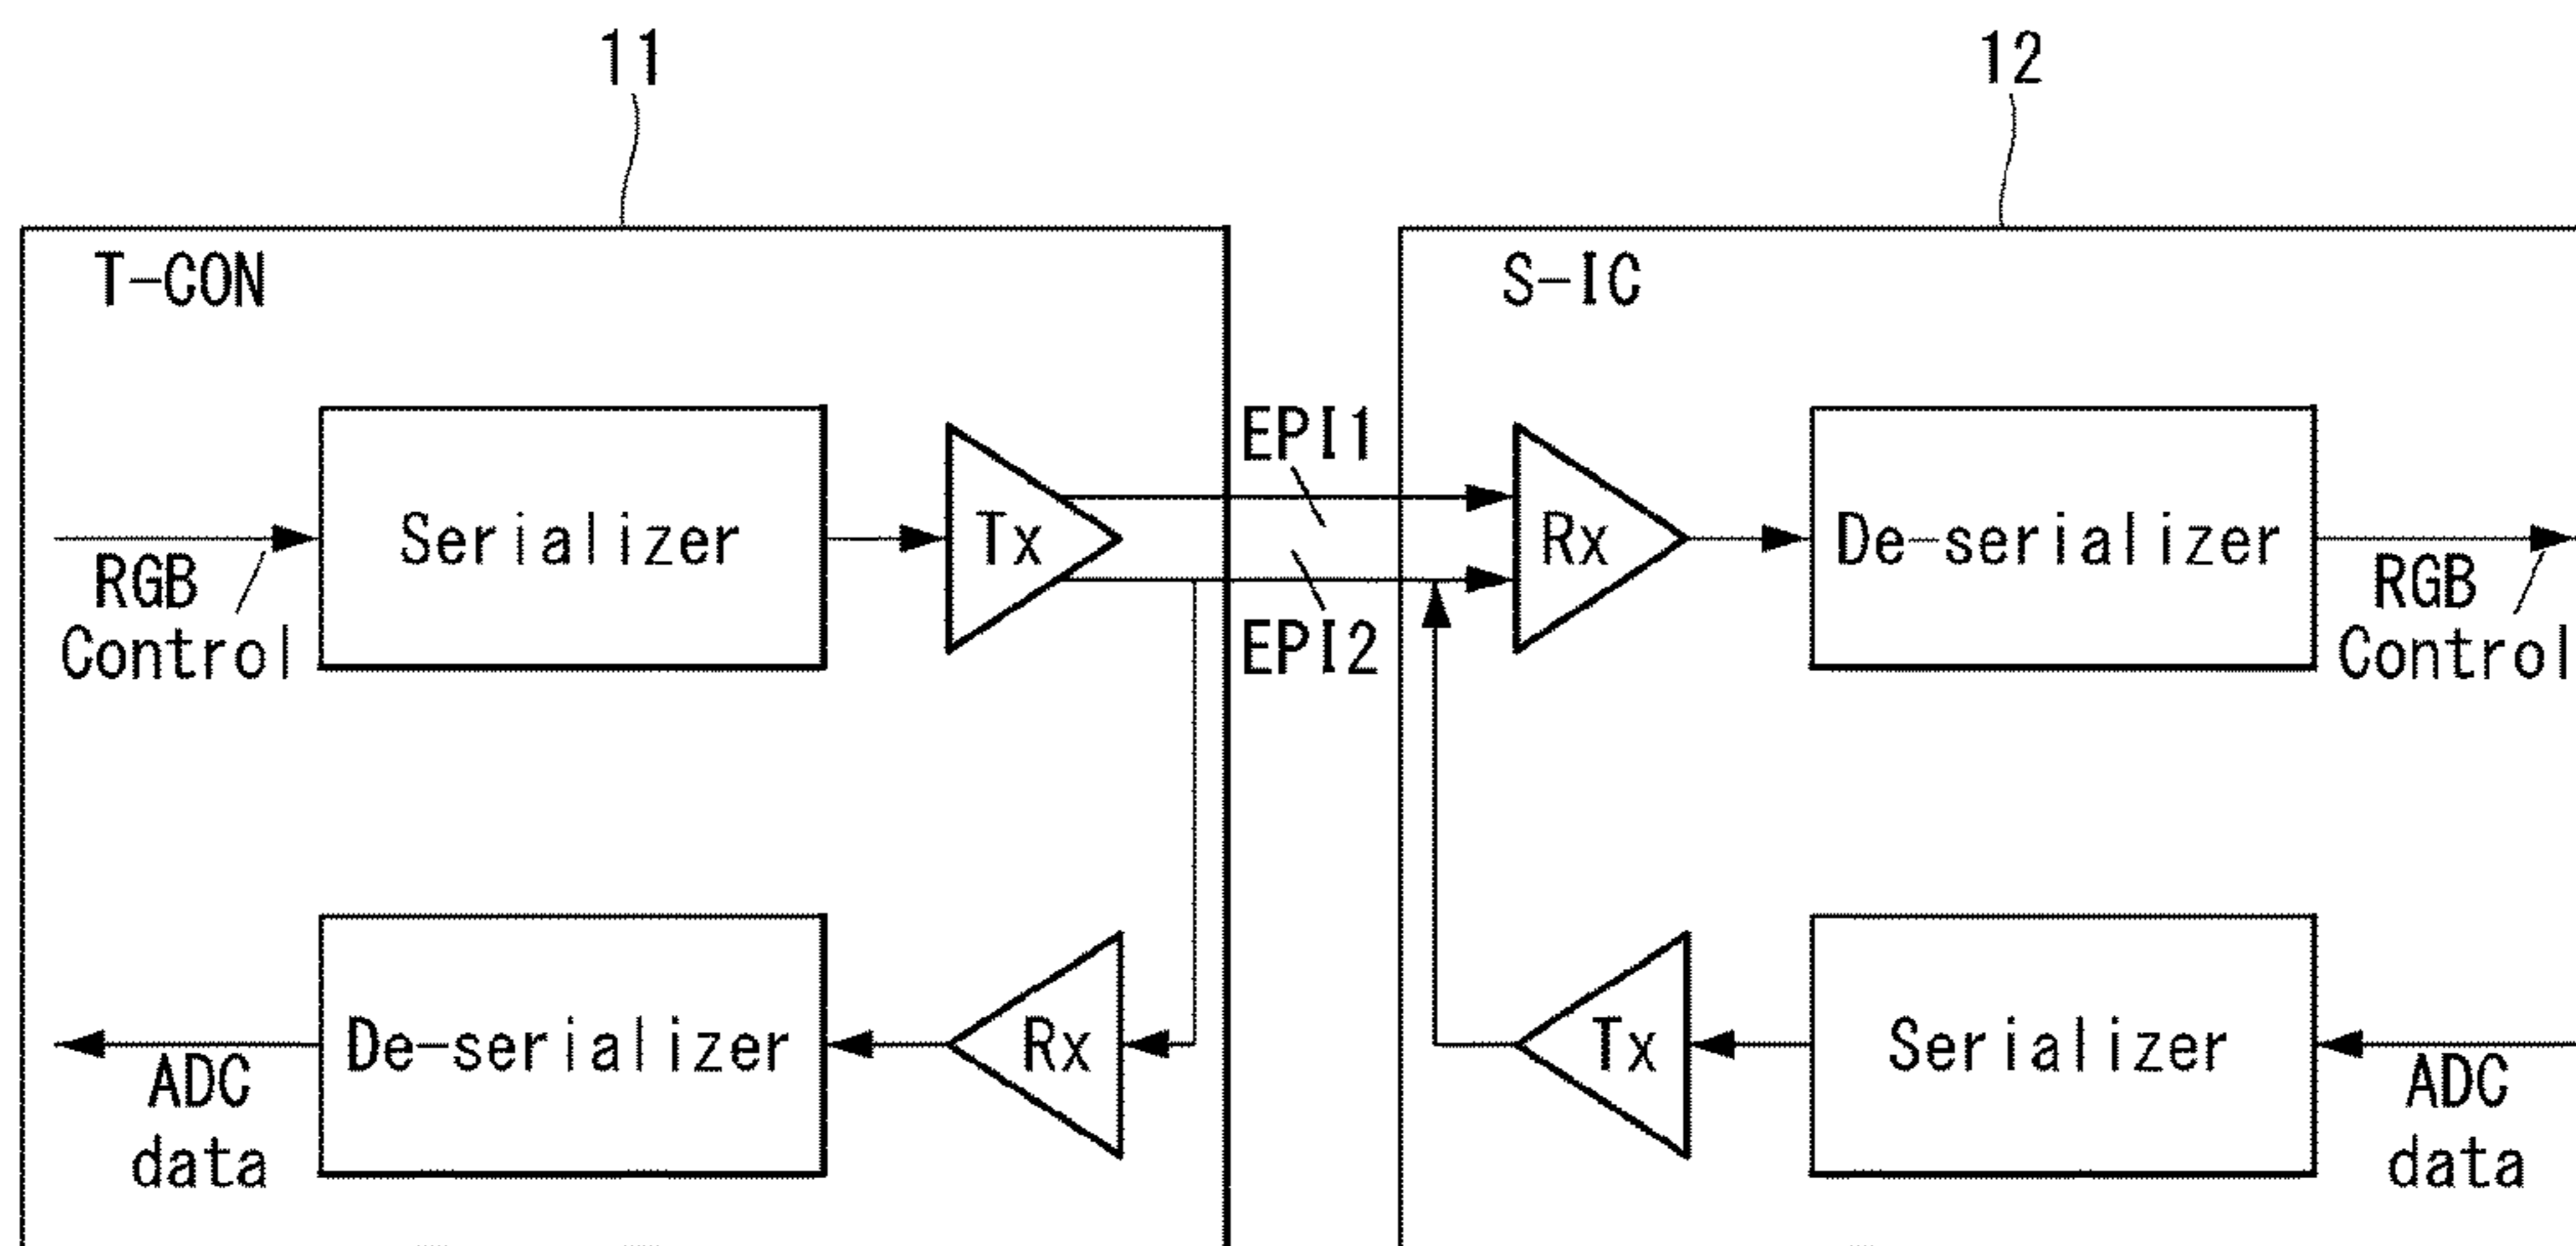 11
12
T-CON
S-IC
EPI1
Serializer
Tx
Rx
De-serializer
RGB
Control
RGB
Control
EPI2
De-serializer
Rx
Tx
Serializer
ADC
data
ADC
data